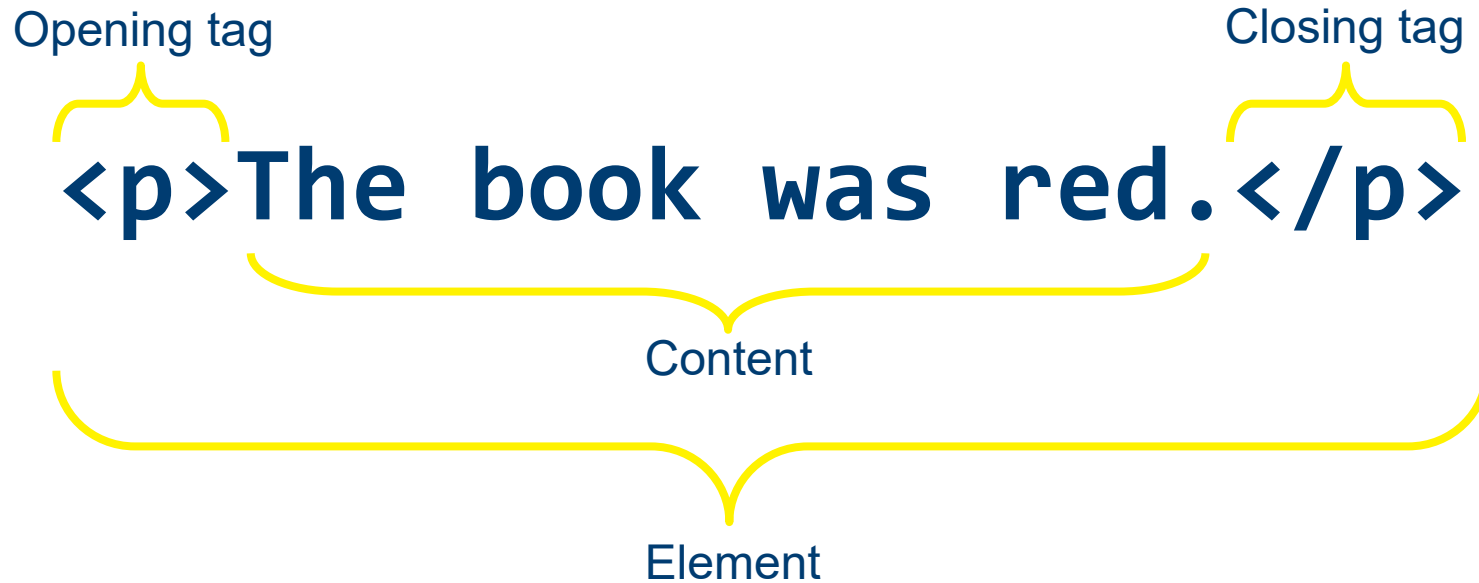 Opening tag
Closing tag
<p>The book was red.</p>
Content
Element